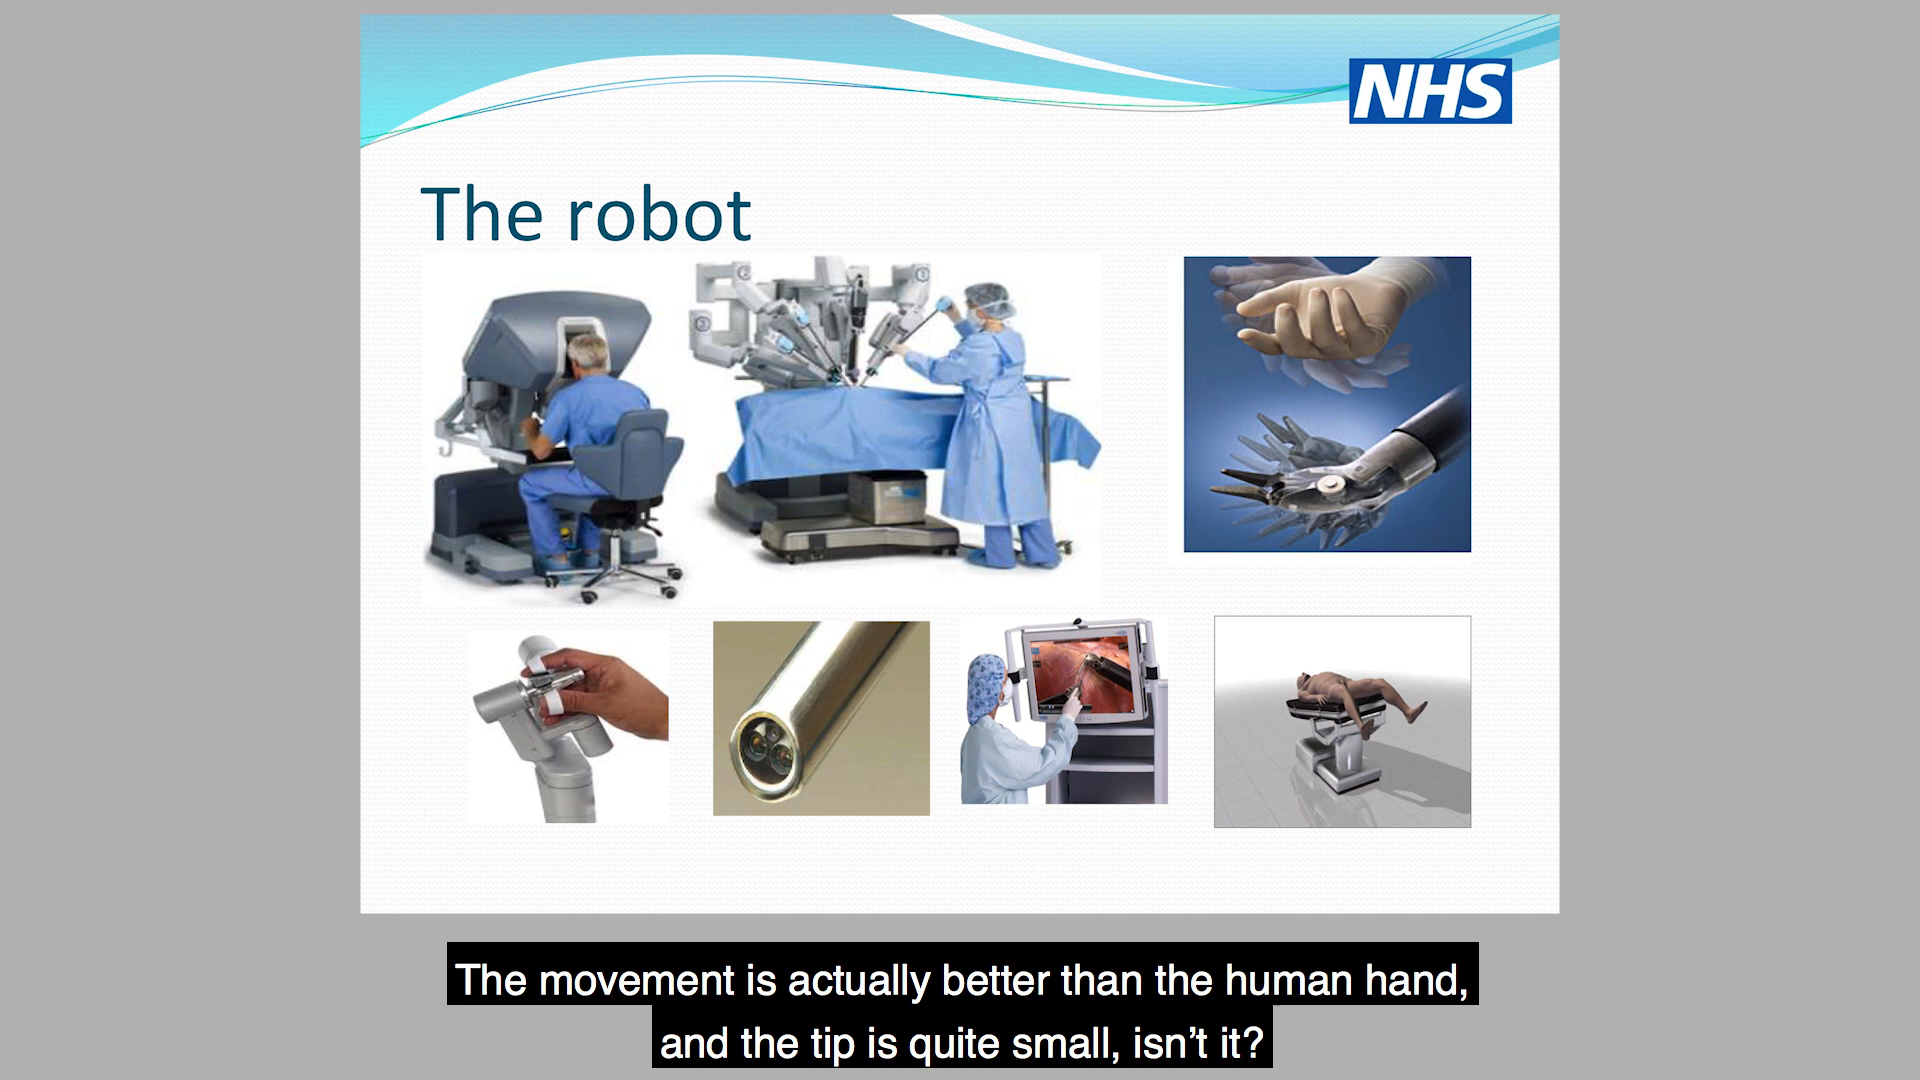 NHS
The robot
The movement is actually better than the human hand,
and the tip is quite small, isn’t it?